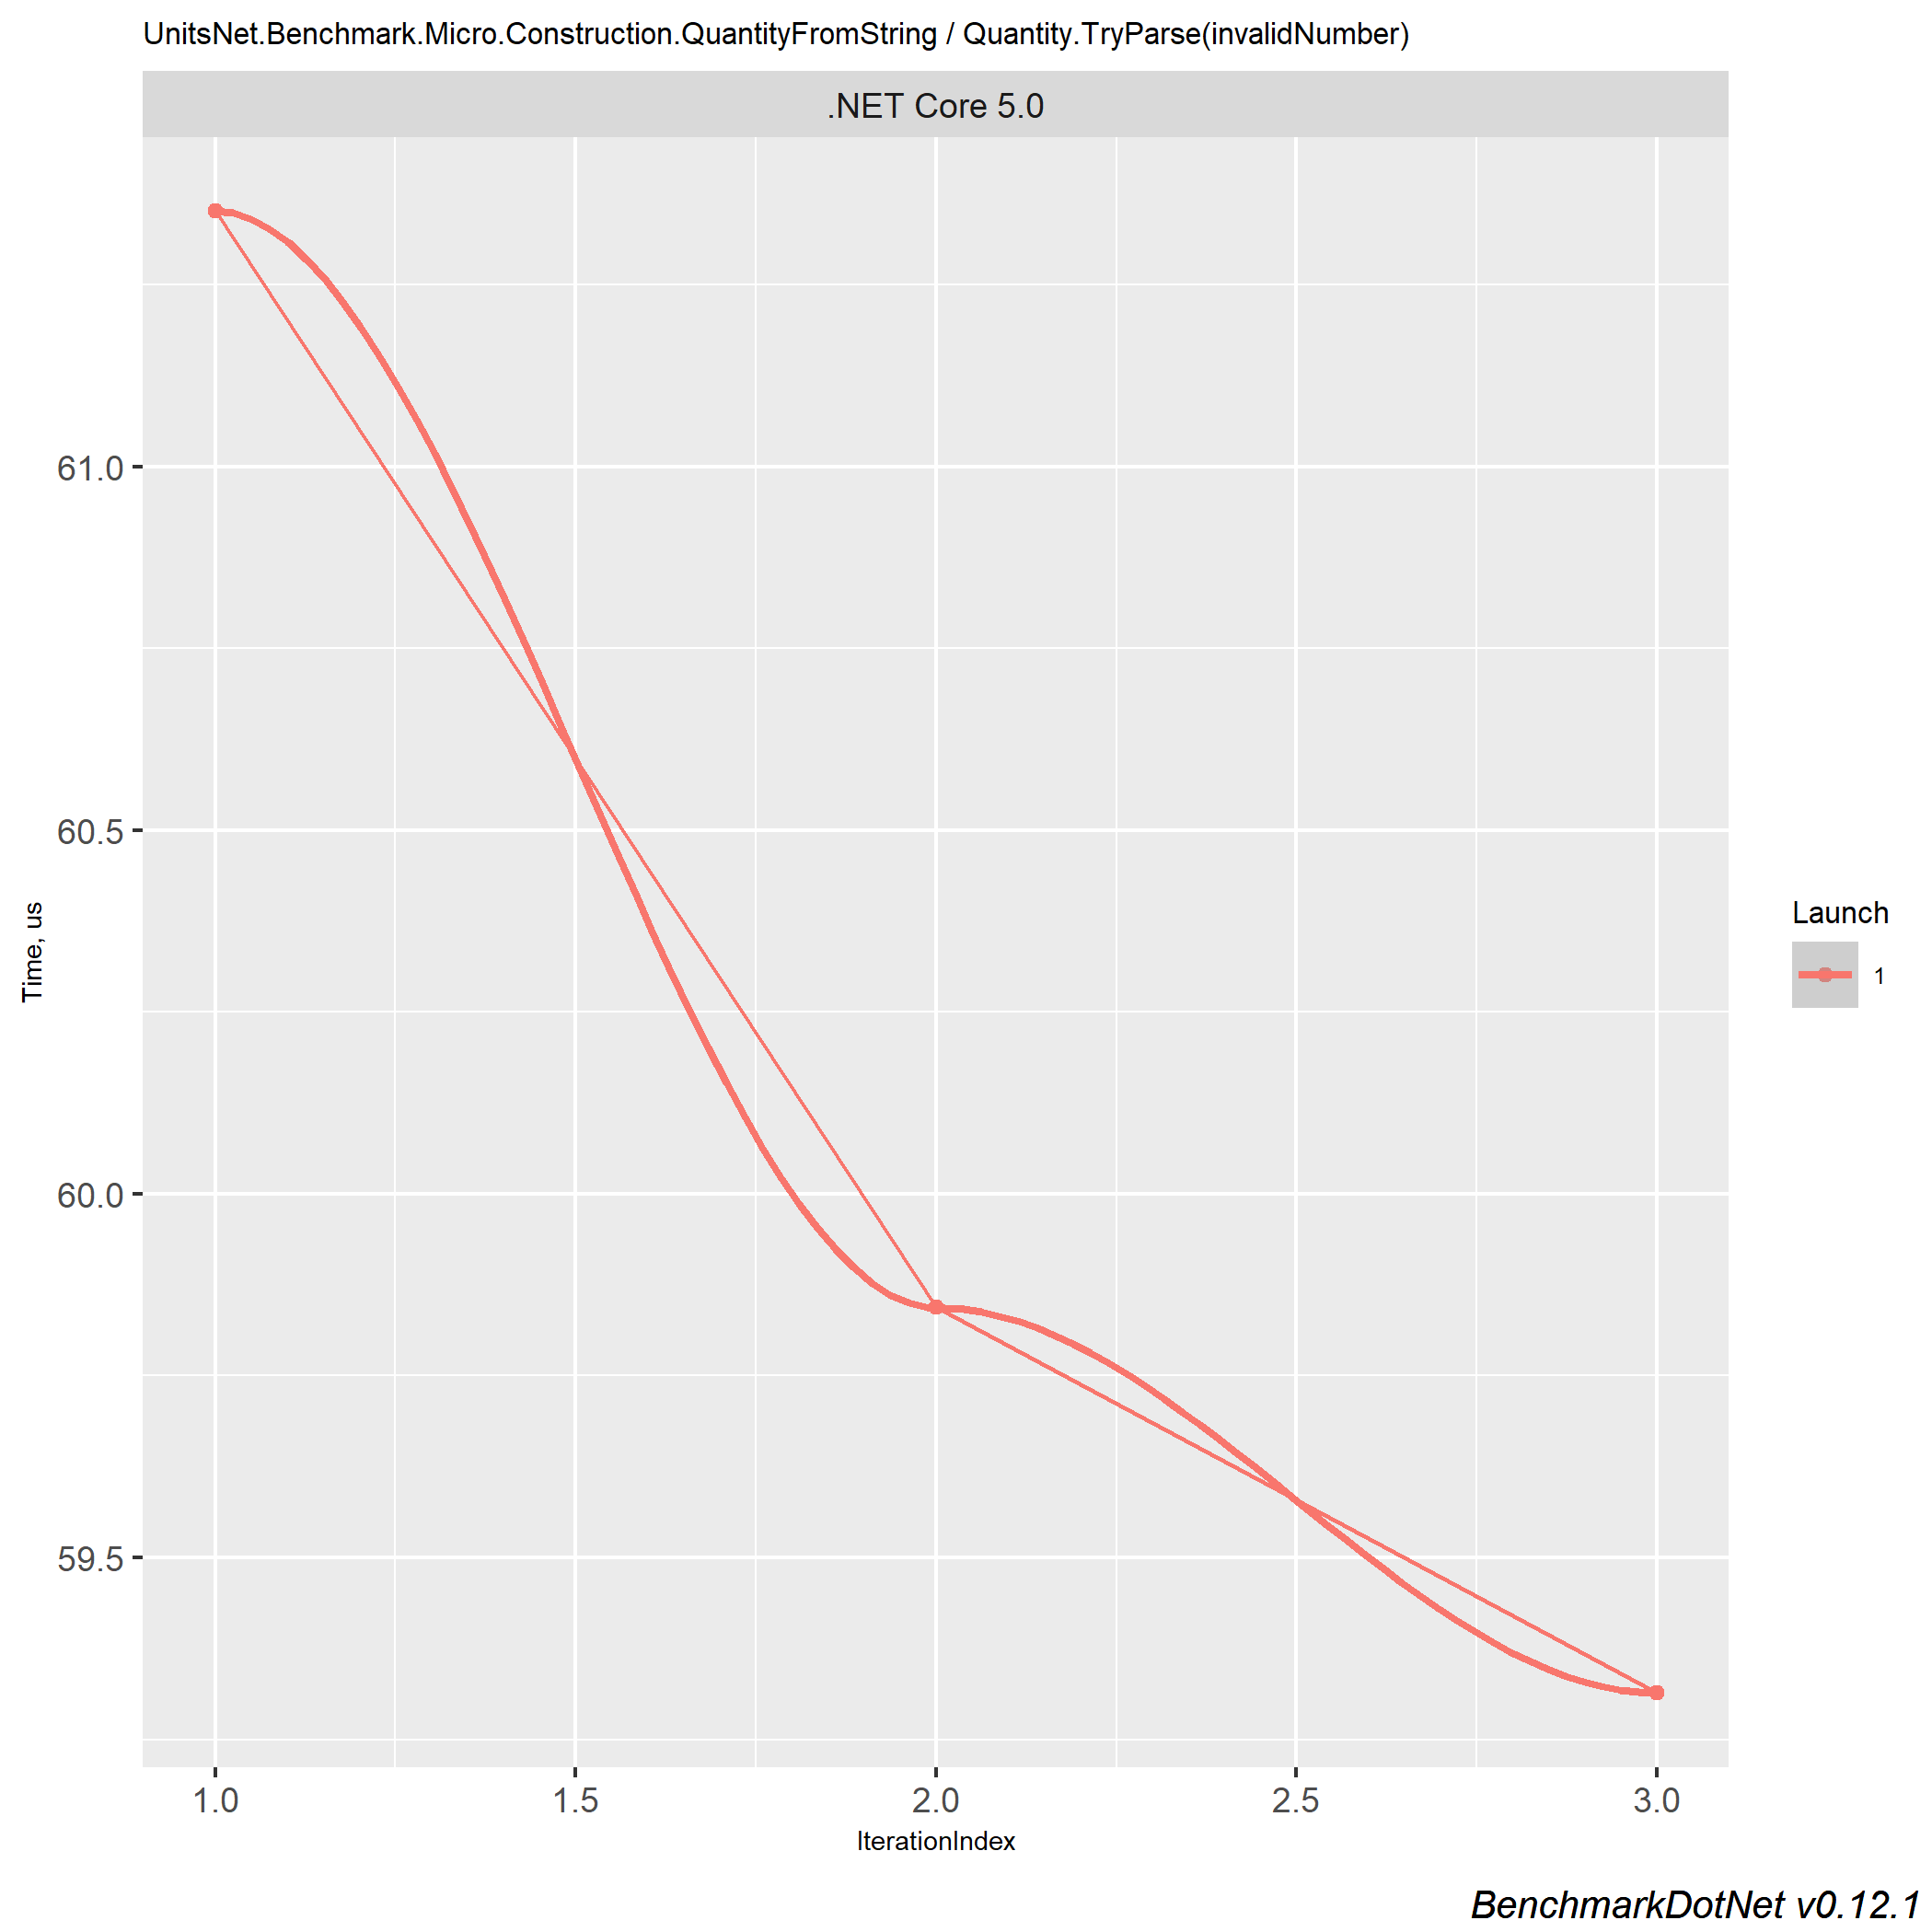 UnitsNet.Benchmark.Micro.Construction.QuantityFromString / Quantity.TryParse(invalidNumber)
.NET Core 5.0
61.0
60.5
60.0
59.5
Time, us
1.0 1.5 2.0 2.5 3.0
IterationIndex
Launch
1
BenchmarkDotNet v0.12.1